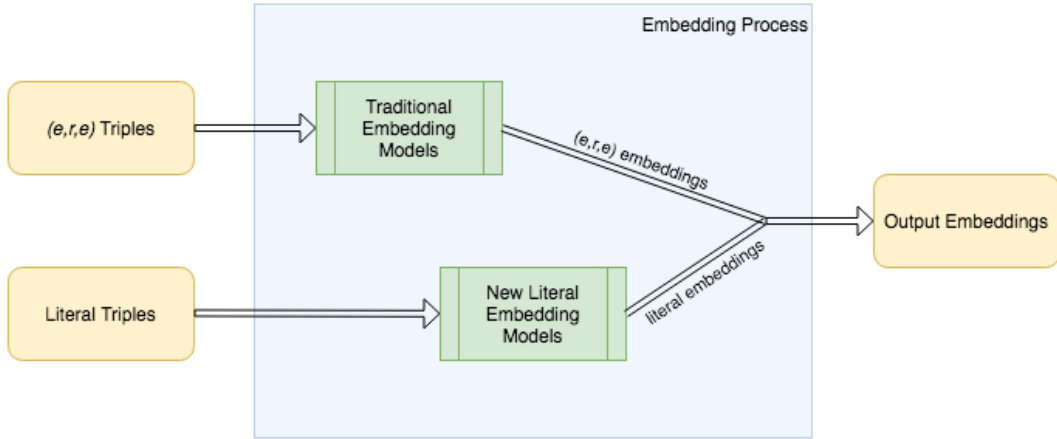 Embedding Process
(e,r,e) Triples
Traditional
Embedding
Models
(e,r,e) embeddings
Output Embeddings
Literal Triples
New Literal
Embedding
Models
literal embeddings